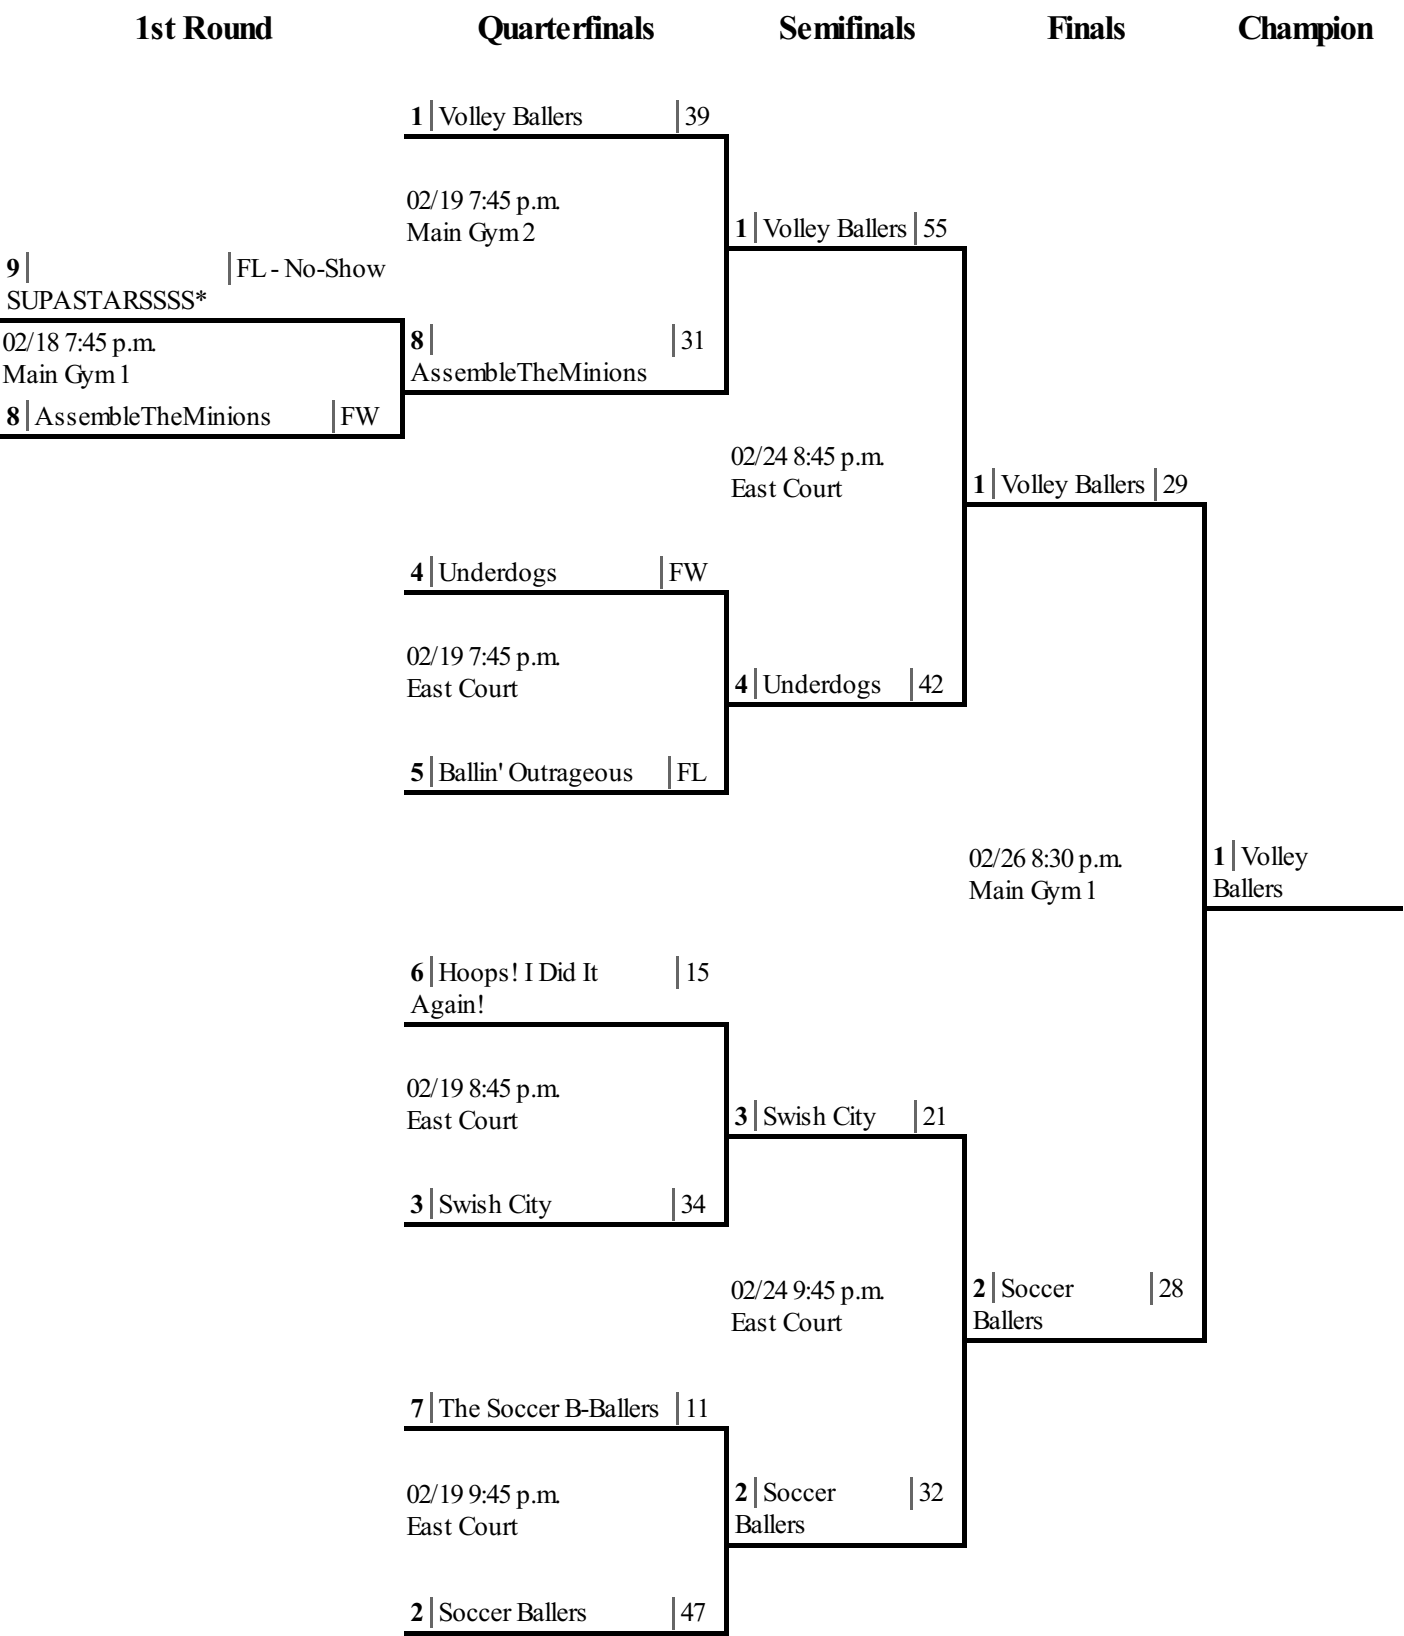 1st Round Quarterfinals Semifinals Finals Champion
1 Volley Ballers 39
02/19 7:45 p.m.
Main Gym 2
1 Volley Ballers 55
9 FL - No-Show
SUPASTARSSSS*
02/18 7:45 p.m.
Main Gym 1
8 31
AssembleTheMinions
8 AssembleTheMinions FW
02/24 8:45 p.m.
East Court
1 Volley Ballers 29
4 Underdogs FW
02/19 7:45 p.m.
East Court
4 Underdogs 42
5 Ballin' Outrageous FL
02/26 8:30 p.m.
Main Gym 1
1 Volley
Ballers
6 Hoops! I Did It 15
Again!
02/19 8:45 p.m.
East Court
3 Swish City 21
3 Swish City 34
02/24 9:45 p.m.
East Court
2 Soccer 28
Ballers
7 The Soccer B-Ballers 11
02/19 9:45 p.m.
East Court
2 Soccer 32
Ballers
2 Soccer Ballers 47